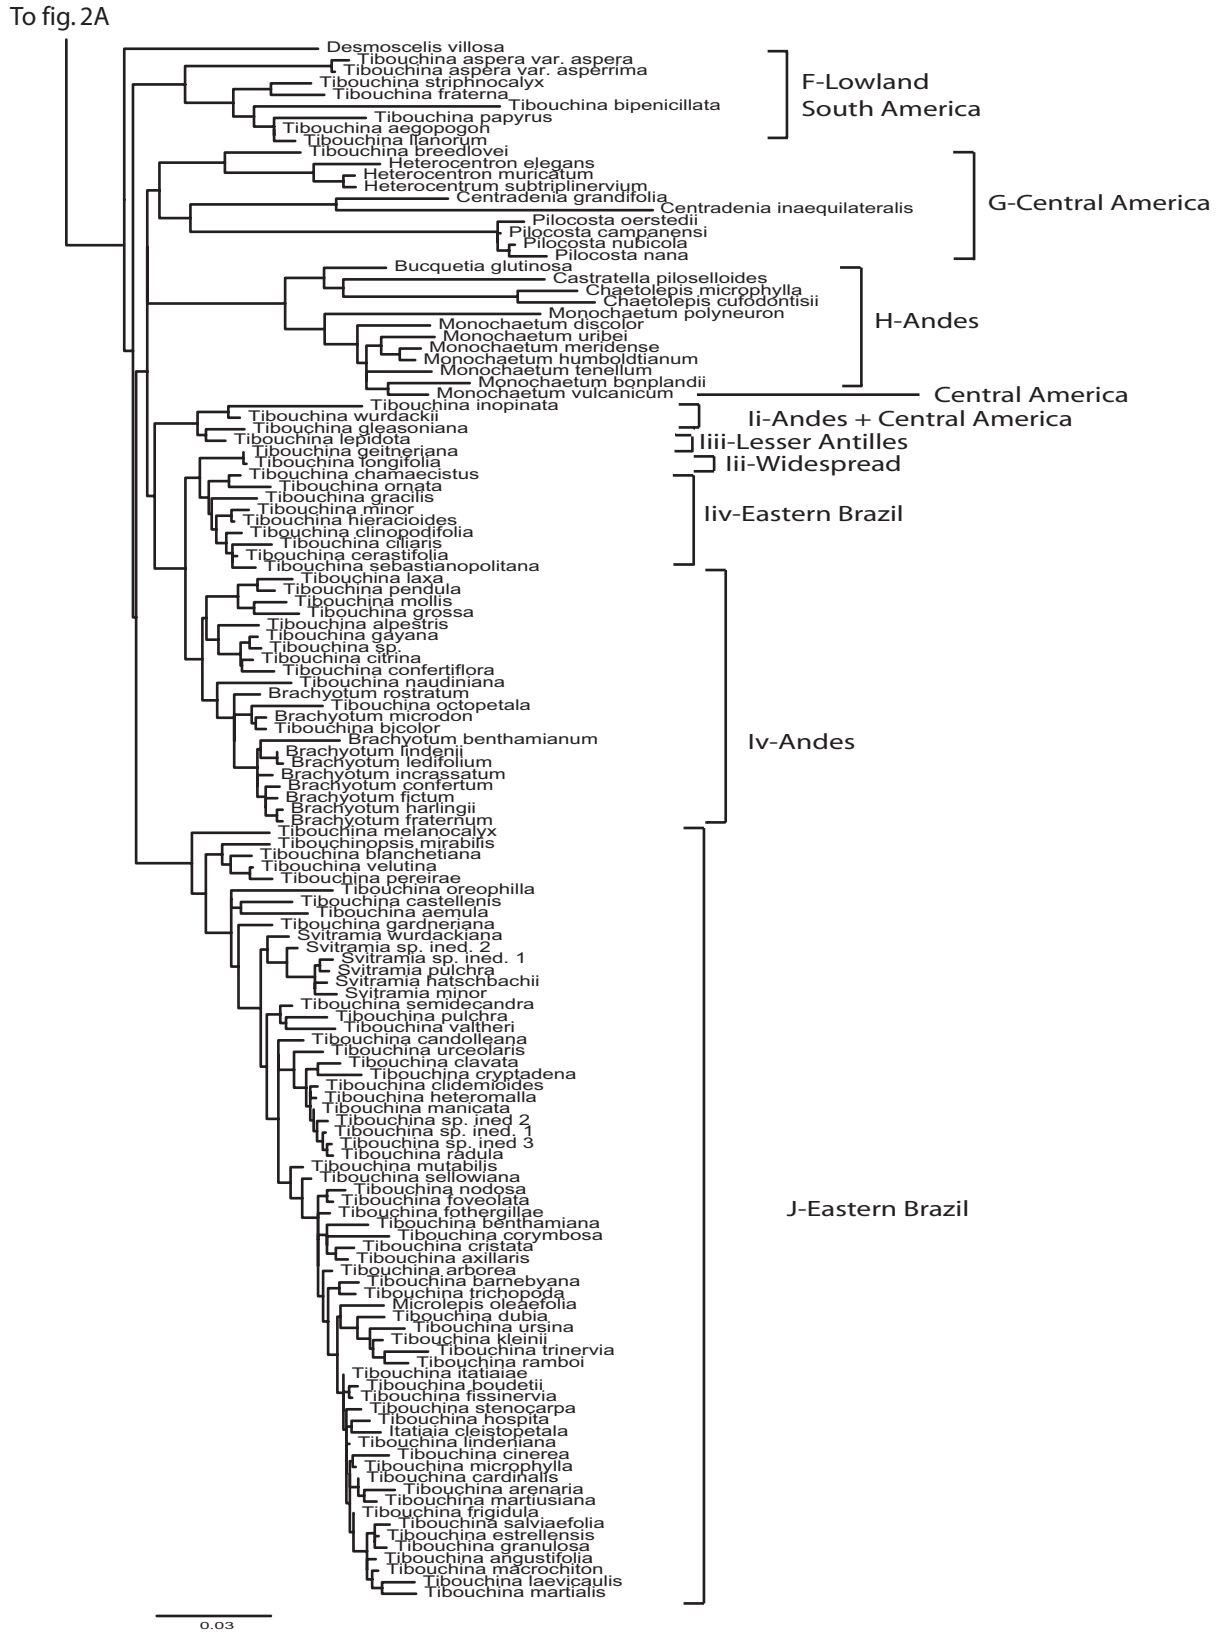 To fig. 2A
Desmoscelis villosa
Tibouchina aspera var. aspera
Tibouchina aspera var. asperrima
Tibouchina striphnocalyx
Tibouchina fraterna
Tibouchina bipenicillata
Tibouchina papyrus
Tibouchina aegopogon
Tibouchina llanorum
F-Lowland
South America
Tibouchina breedlovei
Heterocentron elegans
Heterocentron muricatum
Heterocentrum subtriplinervium
Centradenia grandifolia
Centradenia inaequilateralis
Pilocosta oerstedii
Pilocosta campanensi
Pilocosta nubicola
Pilocosta nana
G-Central America
Bucquetia glutinosa
Castratella piloselloides
Chaetolepis microphylla
Chaetolepis cufodontisii
Monochaetum polyneuron
Monochaetum discolor
Monochaetum uribei
Monochaetum meridense
Monochaetum humboldtianum
Monochaetum tenellum
Monochaetum bonplandii
H-Andes
Monochaetum vulcanicum
Central America
Tibouchina inopinata
Tibouchina wurdackii
Ii-Andes + Central America
Tibouchina gleasoniana
Tibouchina lepidota
Iiii-Lesser Antilles
Tibouchina geitneriana
Tibouchina longifolia
Iii-Widespread
Tibouchina chamaecistus
Tibouchina ornata
Tibouchina gracilis
Tibouchina minor
Tibouchina hieracioides
Tibouchina clinopodifolia
Tibouchina ciliaris
Tibouchina cerastifolia
Tibouchina sebastianopolitana
Iiv-Eastern Brazil
Tibouchina laxa
Tibouchina pendula
Tibouchina mollis
Tibouchina grossa
Tibouchina alpestris
Tibouchina gayana
Tibouchina sp.
Tibouchina citrina
Tibouchina confertiflora
Tibouchina naudiniana
Brachyotum rostratum
Tibouchina octopetala
Brachyotum microdon
Tibouchina bicolor
Brachyotum benthamianum
Brachyotum lindenii
Brachyotum ledifolium
Brachyotum incrassatum
Brachyotum confertum
Brachyotum fictum
Brachyotum harlingii
Brachyotum fraternum
Iv-Andes
Tibouchina melanocalyx
Tibouchinopsis mirabilis
Tibouchina blanchetiana
Tibouchina velutina
Tibouchina pereirae
Tibouchina oreophilla
Tibouchina castellenis
Tibouchina aemula
Tibouchina gardneriana
Svitramia wurdackiana
Svitramia sp. ined. 2
Svitramia sp. ined. 1
Svitramia pulchra
Svitramia hatschbachii
Svitramia minor
Tibouchina semidecandra
Tibouchina pulchra
Tibouchina valtheri
Tibouchina candolleana
Tibouchina urceolaris
Tibouchina clavata
Tibouchina cryptadena
Tibouchina clidemioides
Tibouchina heteromalla
Tibouchina manicata
Tibouchina sp. ined 2
Tibouchina sp. ined. 1
Tibouchina sp. ined 3
Tibouchina radula
Tibouchina mutabilis
Tibouchina sellowiana
Tibouchina nodosa
Tibouchina foveolata
Tibouchina fothergillae
Tibouchina benthamiana
Tibouchina corymbosa
Tibouchina cristata
Tibouchina axillaris
Tibouchina arborea
Tibouchina barnebyana
Tibouchina trichopoda
Microlepis oleaefolia
Tibouchina dubia
Tibouchina ursina
Tibouchina kleinii
Tibouchina trinervia
Tibouchina ramboi
Tibouchina itatiaiae
Tibouchina boudetii
Tibouchina fissinervia
Tibouchina stenocarpa
Tibouchina hospita
Itatiaia cleistopetala
Tibouchina lindeniana
Tibouchina cinerea
Tibouchina microphylla
Tibouchina cardinalis
Tibouchina arenaria
Tibouchina martiusiana
Tibouchina frigidula
Tibouchina salviaefolia
Tibouchina estrellensis
Tibouchina granulosa
Tibouchina angustifolia
Tibouchina macrochiton
Tibouchina laevicaulis
Tibouchina martialis
J-Eastern Brazil
0.03